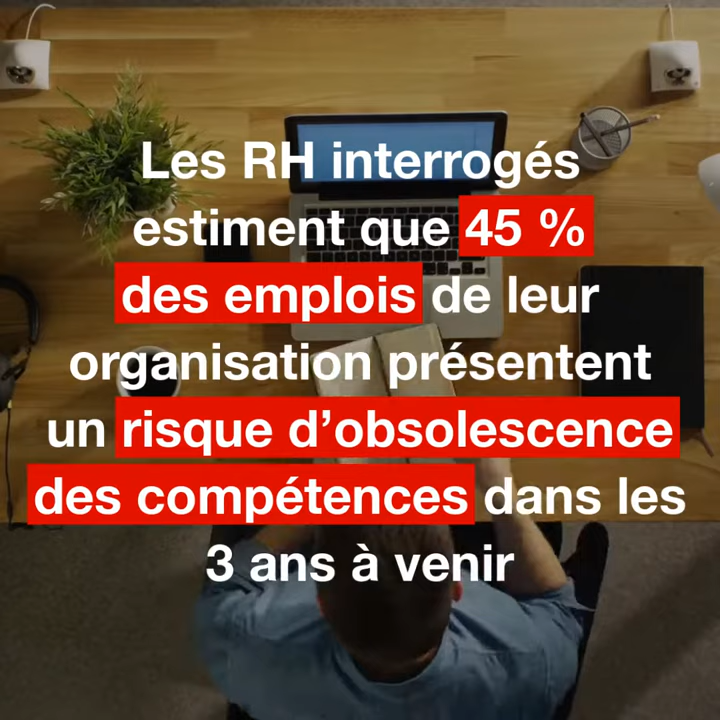 Les RH interrogés
estiment que 45 %
des emplois de leur
organisation présentent
un risque d’obsolescence
des compétences dans les
3 ans à venir